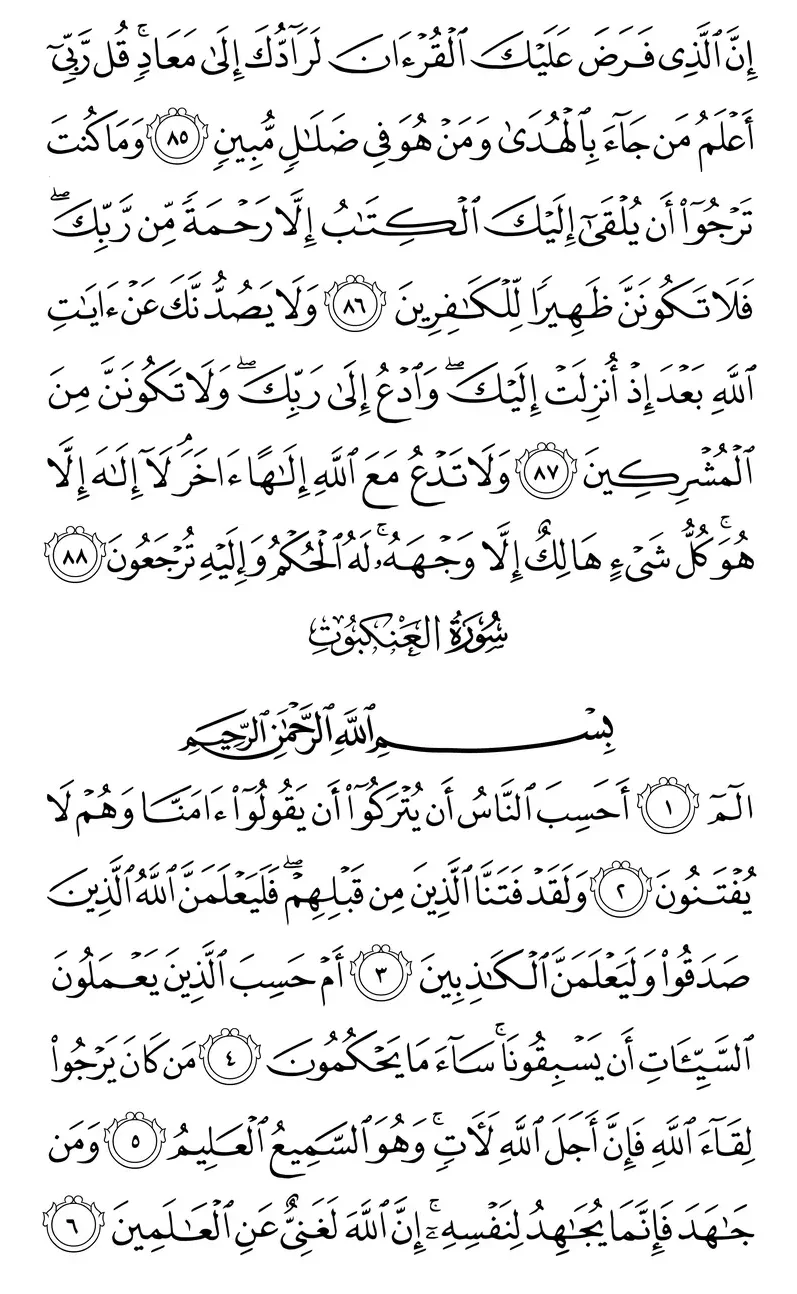 إِنَّ ٱلَّذِى فَرَضَ عَلَيْكَ ٱلْقُرْءَانَ لَرَآدُّكَ إِلَىٰ مَعَادٍۚ قُل رَّبِّىٓ
أَعْلَمُ مَن جَآءَ بِٱلْهُدَىٰ وَمَنْ هُوَ فِى ضَلَـٰلٍ مُّبِينٍ ٨٥ وَمَا كُنتَ
تَرْجُوٓا۟ أَن يُلْقَىٰٓ إِلَيْكَ ٱلْكِتَـٰبُ إِلَّا رَحْمَةً مِّن رَّبِّكَۖ
فَلَا تَكُونَنَّ ظَهِيرًا لِّلْكَـٰفِرِينَ ٨٦ وَلَا يَصُدُّنَّكَ عَنْ ءَايَـٰتِ
ٱللَّهِ بَعْدَ إِذْ أُنزِلَتْ إِلَيْكَۖ وَٱدْعُ إِلَىٰ رَبِّكَۖ وَلَا تَكُونَنَّ مِنَ
ٱلْمُشْرِكِينَ ٨٧ وَلَا تَدْعُ مَعَ ٱللَّهِ إِلَـٰهًا ءَاخَرَۘ لَآ إِلَـٰهَ إِلَّا
هُوَۚ كُلُّ شَىْءٍ هَالِكٌ إِلَّا وَجْهَهُۥۚ لَهُ ٱلْحُكْمُ وَإِلَيْهِ تُرْجَعُونَ ٨٨
سُورَةُ العَنْكَبُوتِ
بِسْمِ ٱللَّهِ ٱلرَّحْمَـٰنِ ٱلرَّحِيمِ
الٓمٓ ١ أَحَسِبَ ٱلنَّاسُ أَن يُتْرَكُوٓا۟ أَن يَقُولُوٓا۟ ءَامَنَّا وَهُمْ لَا
يُفْتَنُونَ ٢ وَلَقَدْ فَتَنَّا ٱلَّذِينَ مِن قَبْلِهِمْۖ فَلَيَعْلَمَنَّ ٱللَّهُ ٱلَّذِينَ
صَدَقُوا۟ وَلَيَعْلَمَنَّ ٱلْكَـٰذِبِينَ ٣ أَمْ حَسِبَ ٱلَّذِينَ يَعْمَلُونَ
ٱلسَّيِّـَٔاتِ أَن يَسْبِقُونَاۚ سَآءَ مَا يَحْكُمُونَ ٤ مَن كَانَ يَرْجُوا۟
لِقَآءَ ٱللَّهِ فَإِنَّ أَجَلَ ٱللَّهِ لَـَٔاتٍۚ وَهُوَ ٱلسَّمِيعُ ٱلْعَلِيمُ ٥ وَمَن
جَـٰهَدَ فَإِنَّمَا يُجَـٰهِدُ لِنَفْسِهِۦٓۚ إِنَّ ٱللَّهَ لَغَنِىٌّ عَنِ ٱلْعَـٰلَمِينَ ٦